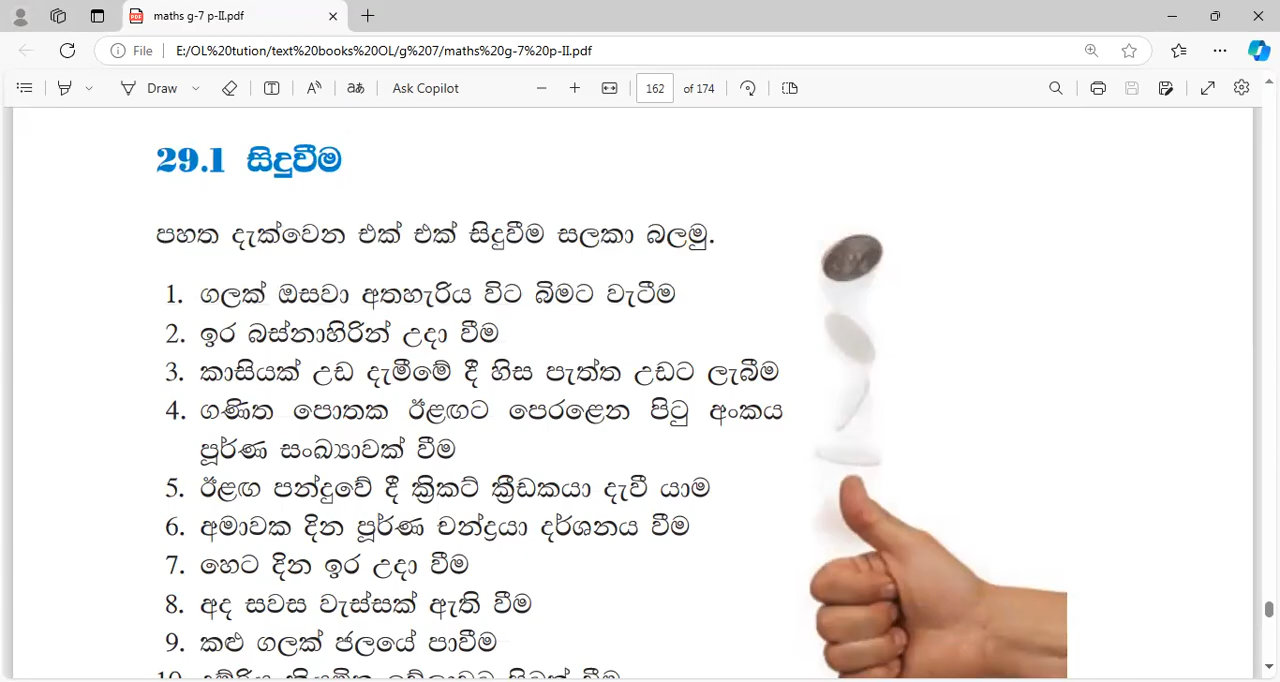 maths g-7 p-II.pdf
File E:/OL%20tution/text%20books%20OL/g%207/maths%20g-7%20p-II.pdf
Draw aあ Ask Copilot 162 of 174
29.1 සිදුවීම
පහත දැක්වෙන එක් එක් සිදුවීම සලකා බලමු.
1. ගලක් ඔසවා අතහැරිය විට බිමට වැටීම
2. ඉර බස්නාහිරින් උදා වීම
3. කාසියක් උඩ දැමීමේ දී හිස පැත්ත උඩට ලැබීම
4. ගණිත පොතක ඊළඟට පෙරළෙන පිටු අංකය
පූර්ණ සංඛ්‍යාවක් වීම
5. ඊළඟ පන්දුවේ දී ක්‍රිකට් ක්‍රීඩකයා දැවී යාම
6. අමාවක දින පූර්ණ චන්ද්‍රයා දර්ශනය වීම
7. හෙට දින ඉර උදා වීම
8. අද සවස වැස්සක් ඇති වීම
9. කළු ගලක් ජලයේ පාවීම